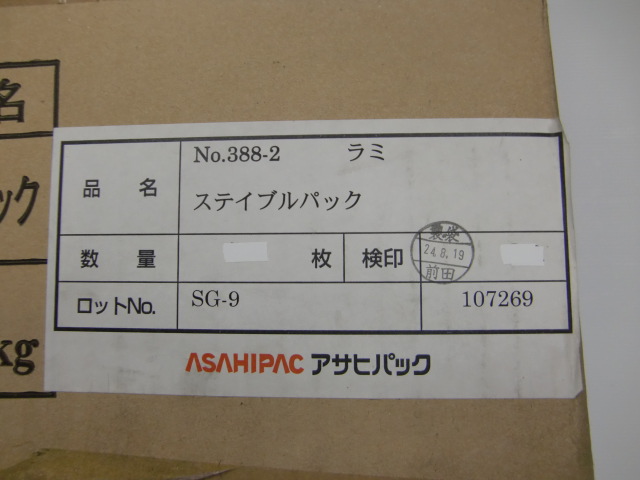 名
ック
kg
No.388-2 ラミ
品 名
ステイブルパック
数 量 枚 検印
製袋
24.8.19
前田
ロットNo. SG-9 107269
ASAHIPAC アサヒパック